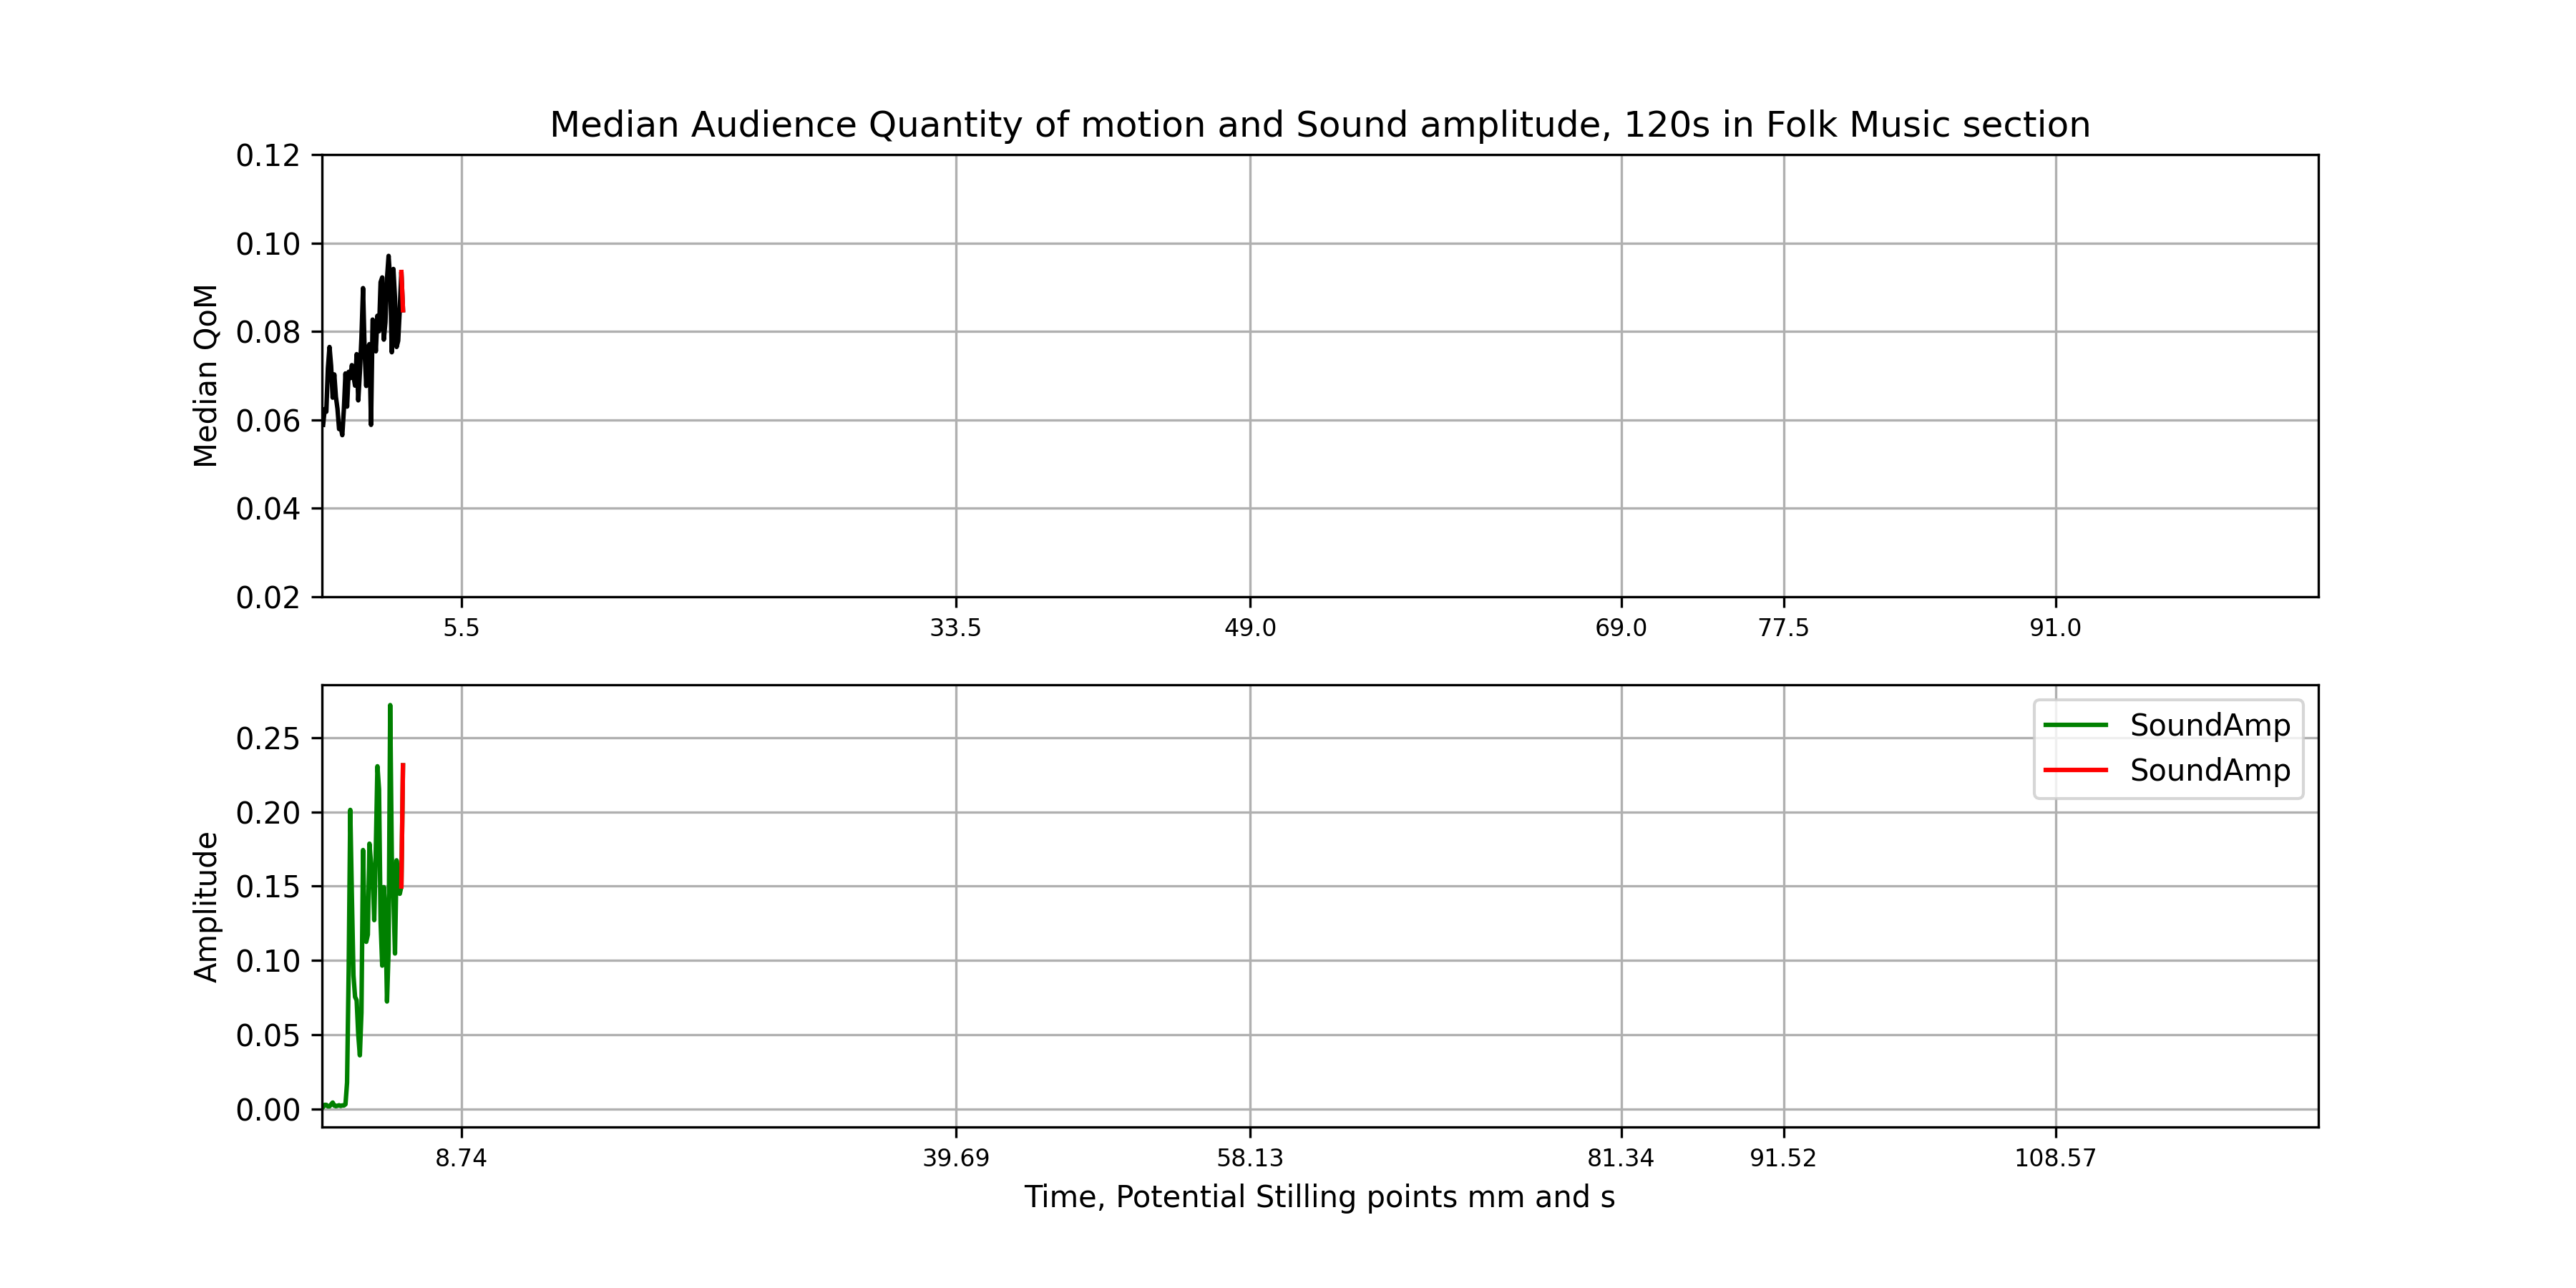 Median Audience Quantity of motion and Sound amplitude, 120s in Folk Music section
0.12
0.10
0.08
0.06
0.04
0.02
Median QoM
5.5 33.5 49.0 69.0 77.5 91.0
SoundAmp
SoundAmp
0.25
0.20
0.15
0.10
0.05
0.00
Amplitude
8.74 39.69 58.13 81.34 91.52 108.57
Time, Potential Stilling points mm and s